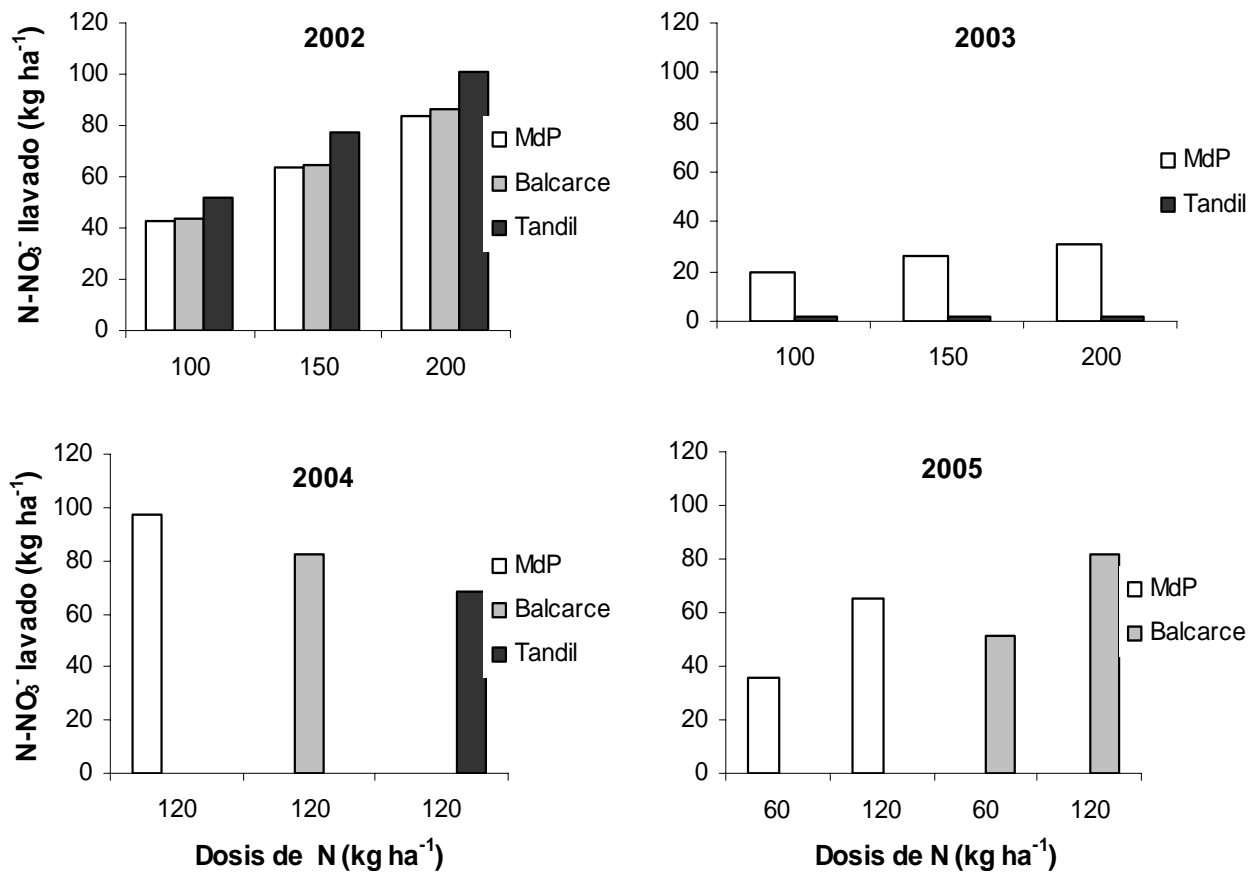 2002
N-NO₃⁻ llavado (kg ha⁻¹)
120
100
80
60
40
20
0
100 150 200
MdP
Balcarce
Tandil
2003
120
100
80
60
40
20
0
100 150 200
MdP
Tandil
2004
N-NO₃⁻ lavado (kg ha⁻¹)
120
100
80
60
40
20
0
120 120 120
Dosis de N (kg ha⁻¹)
MdP
Balcarce
Tandil
2005
120
100
80
60
40
20
0
60 120 60 120
Dosis de N (kg ha⁻¹)
MdP
Balcarce